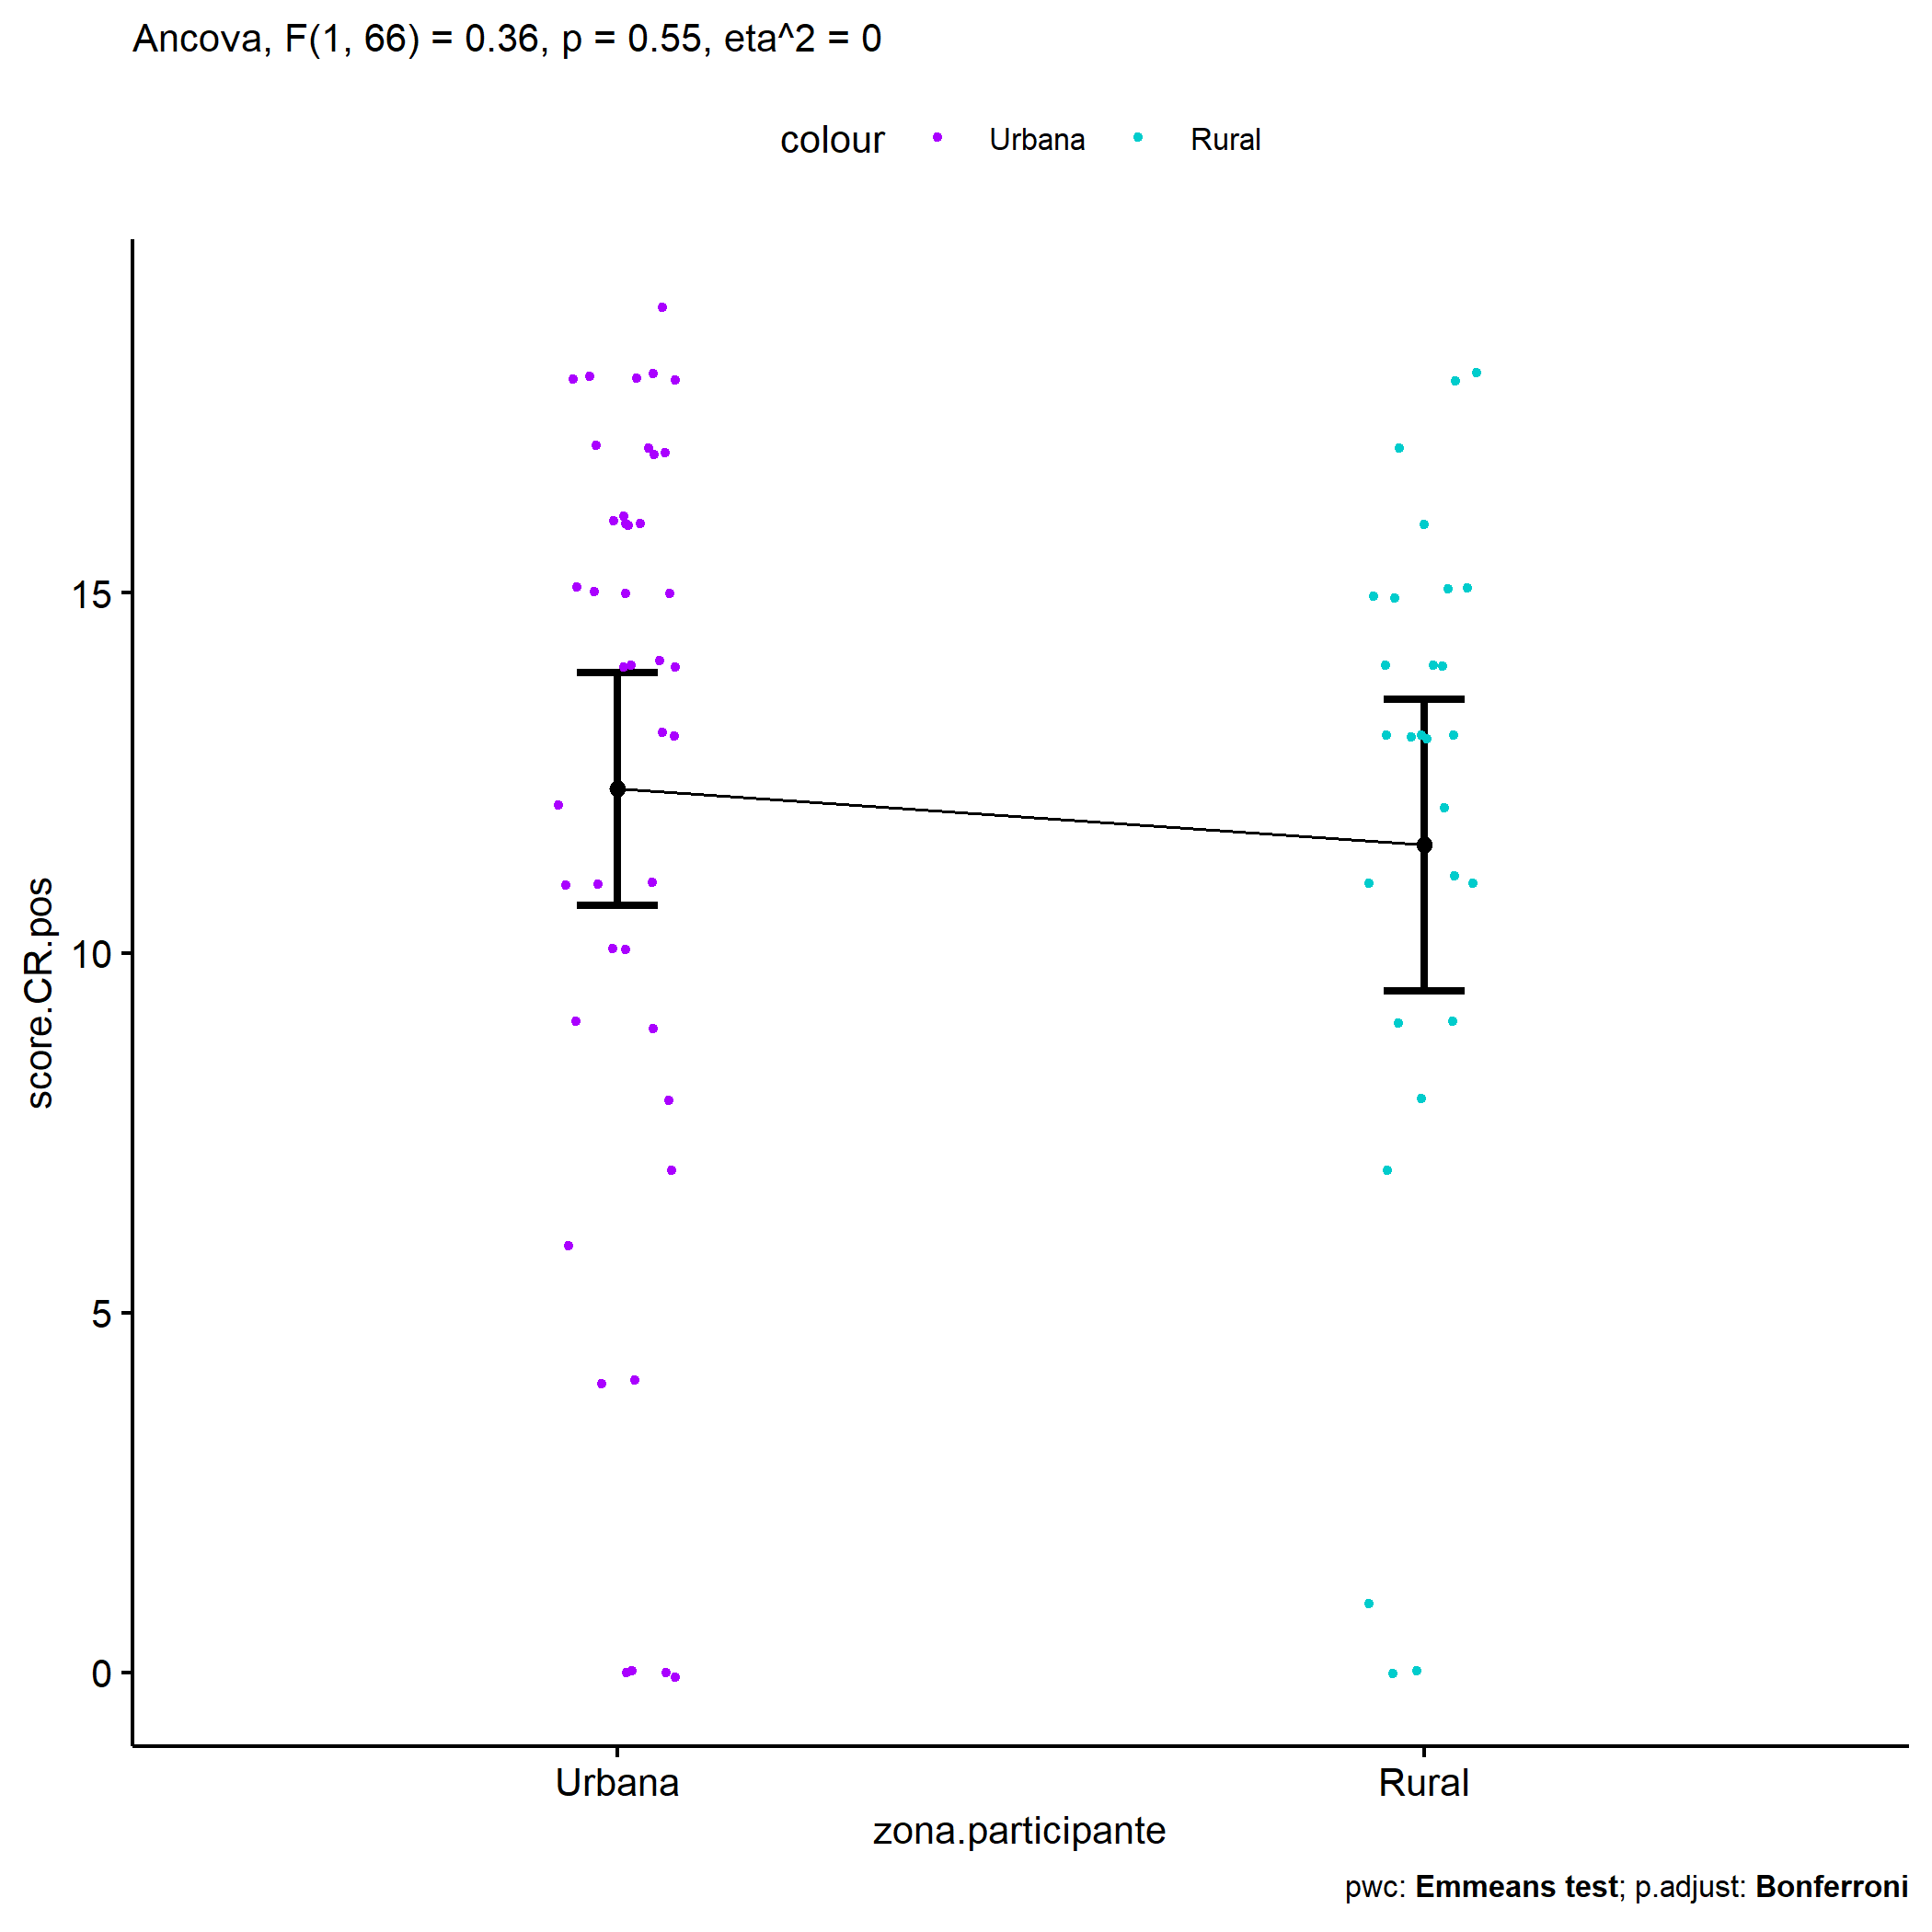 Ancova, F(1, 66) = 0.36, p = 0.55, eta^2 = 0
colour Urbana Rural
score.CR.pos
15
10
5
0
Urbana Rural
zona.participante
pwc: Emmeans test; p.adjust: Bonferroni